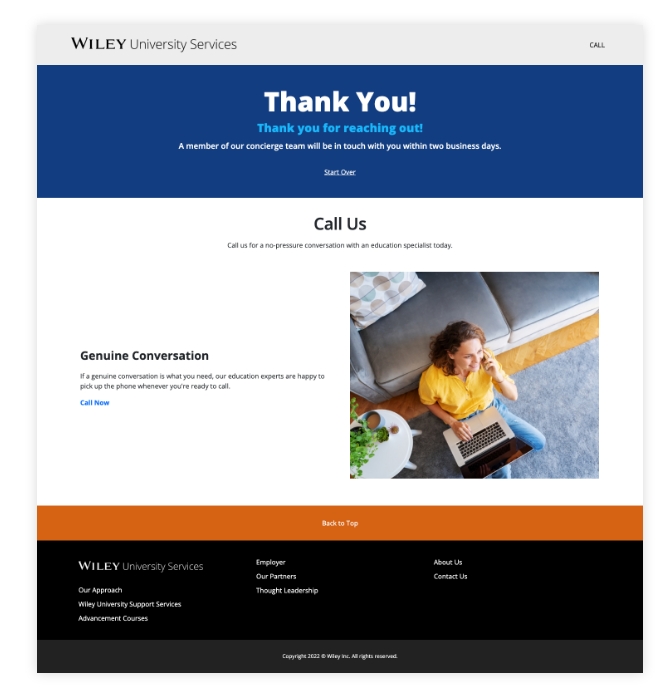 WILEY University Services
CALL
Thank You!
Thank you for reaching out!
A member of our concierge team will be in touch with you within two business days.
Start Over
Call Us
Call us for a no-pressure conversation with an education specialist today.
Genuine Conversation
If a genuine conversation is what you need, our education experts are happy to
pick up the phone whenever you're ready to call.
Call Now
Back to Top
WILEY University Services
Our Approach
Wiley University Support Services
Advancement Courses
Employer
Our Partners
Thought Leadership
About Us
Contact Us
Copyright 2022 © Wiley Inc. All rights reserved.